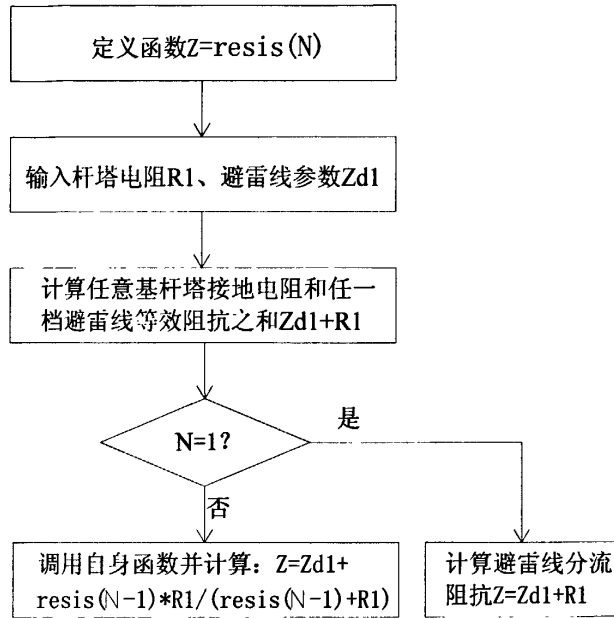 定义函数Z=resis(N)
输入杆塔电阻R1、避雷线参数Zd1
计算任意基杆塔接地电阻和任一
档避雷线等效阻抗之和Zd1+R1
N=1?
是
否
调用自身函数并计算：Z=Zd1+
resis(N-1)*R1/(resis(N-1)+R1)
计算避雷线分流
阻抗Z=Zd1+R1